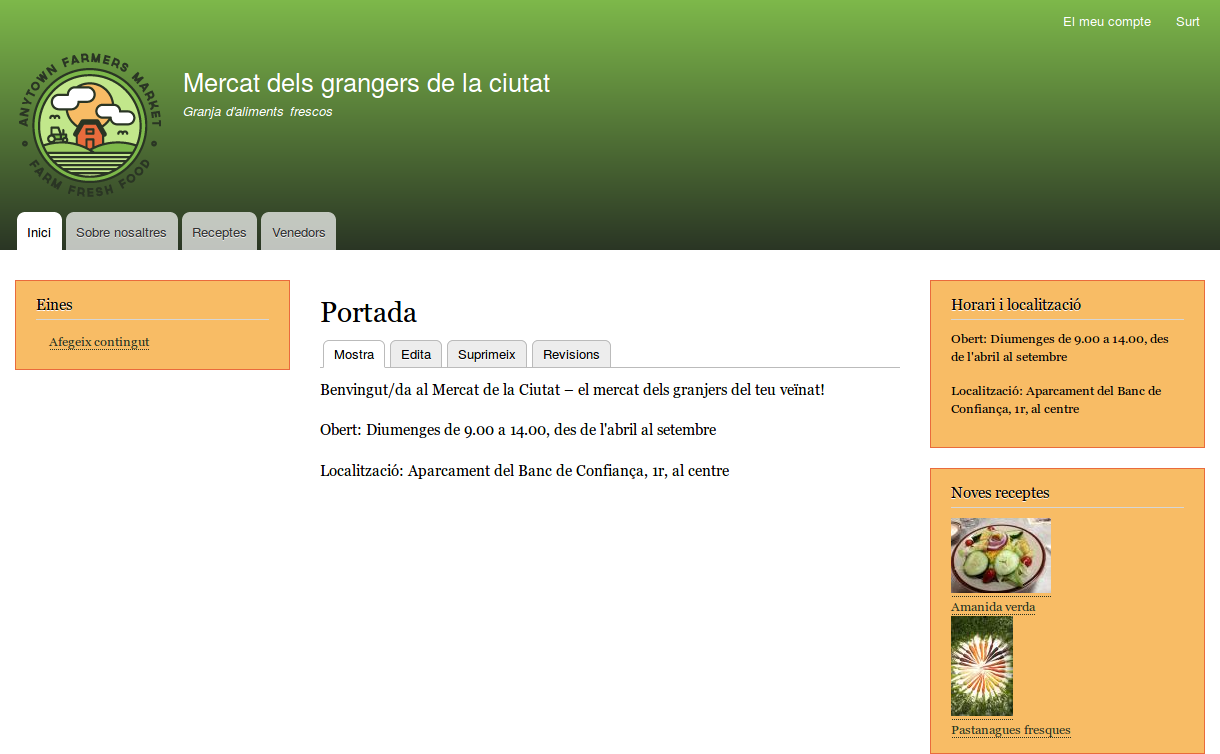 El meu compte Surt
ANYTOWN FARMERS MARKET
FARM FRESH FOOD
Mercat dels grangers de la ciutat
Granja d'aliments frescos
Inici Sobre nosaltres Receptes Venedors
Eines
Afegeix contingut
Portada
Mostra Edita Suprimeix Revisions
Benvingut/da al Mercat de la Ciutat – el mercat dels granjers del teu veïnat!
Obert: Diumenges de 9.00 a 14.00, des de l'abril al setembre
Localització: Aparcament del Banc de Confiança, 1r, al centre
Horari i localització
Obert: Diumenges de 9.00 a 14.00, des
de l'abril al setembre
Localització: Aparcament del Banc de
Confiança, 1r, al centre
Noves receptes
Amanida verda
Pastanagues fresques